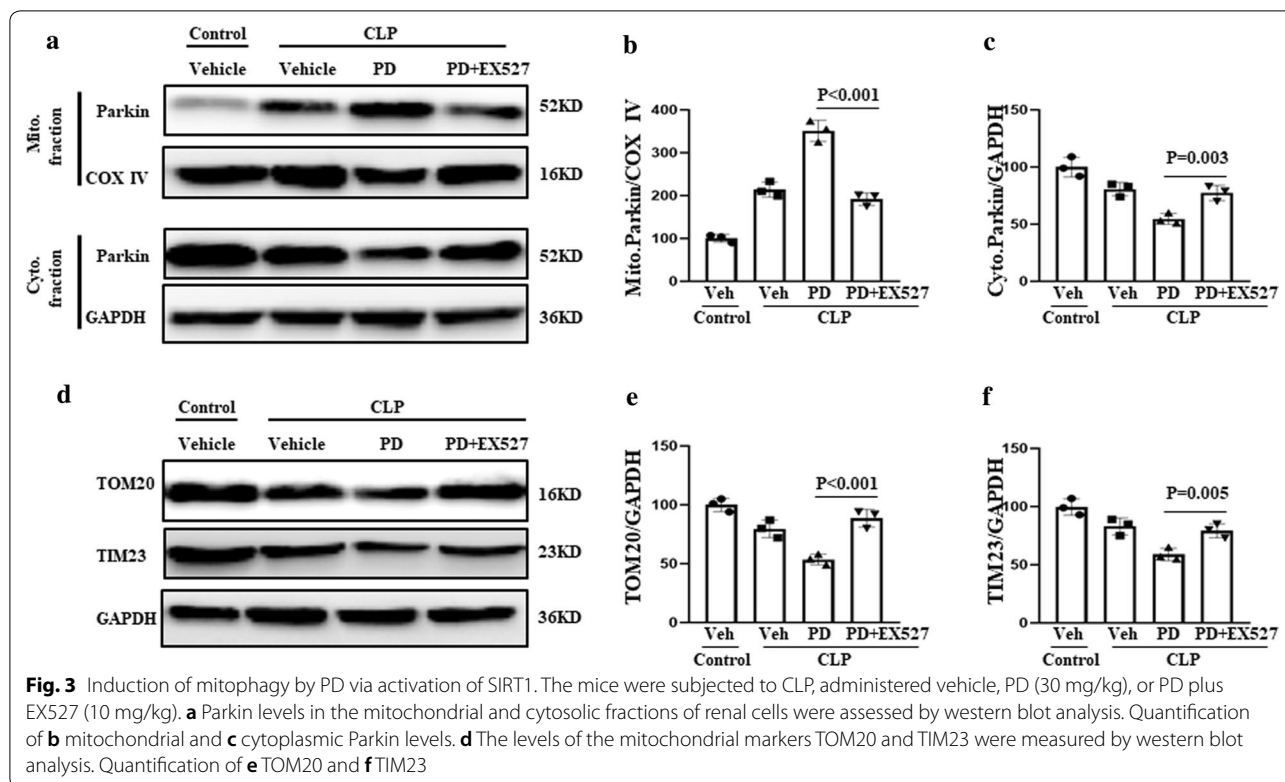 a
Control
CLP
Vehicle
Vehicle
PD
PD+EX527
Mito.
fraction
Parkin
52KD
COX IV
16KD
Cyto.
fraction
Parkin
52KD
GAPDH
36KD
b
Mito.Parkin/COX IV
400
300
200
100
0
P<0.001
Veh
Veh
PD
PD+EX527
Control
CLP
c
Cyto.Parkin/GAPDH
150
100
50
0
P=0.003
Veh
Veh
PD
PD+EX527
Control
CLP
d
Control
CLP
Vehicle
Vehicle
PD
PD+EX527
TOM20
16KD
TIM23
23KD
GAPDH
36KD
e
TOM20/GAPDH
150
100
50
0
P<0.001
Veh
Veh
PD
PD+EX527
Control
CLP
f
TIM23/GAPDH
150
100
50
0
P=0.005
Veh
Veh
PD
PD+EX527
Control
CLP
Fig. 3 Induction of mitophagy by PD via activation of SIRT1. The mice were subjected to CLP, administered vehicle, PD (30 mg/kg), or PD plus
EX527 (10 mg/kg). a Parkin levels in the mitochondrial and cytosolic fractions of renal cells were assessed by western blot analysis. Quantification
of b mitochondrial and c cytoplasmic Parkin levels. d The levels of the mitochondrial markers TOM20 and TIM23 were measured by western blot
analysis. Quantification of e TOM20 and f TIM23